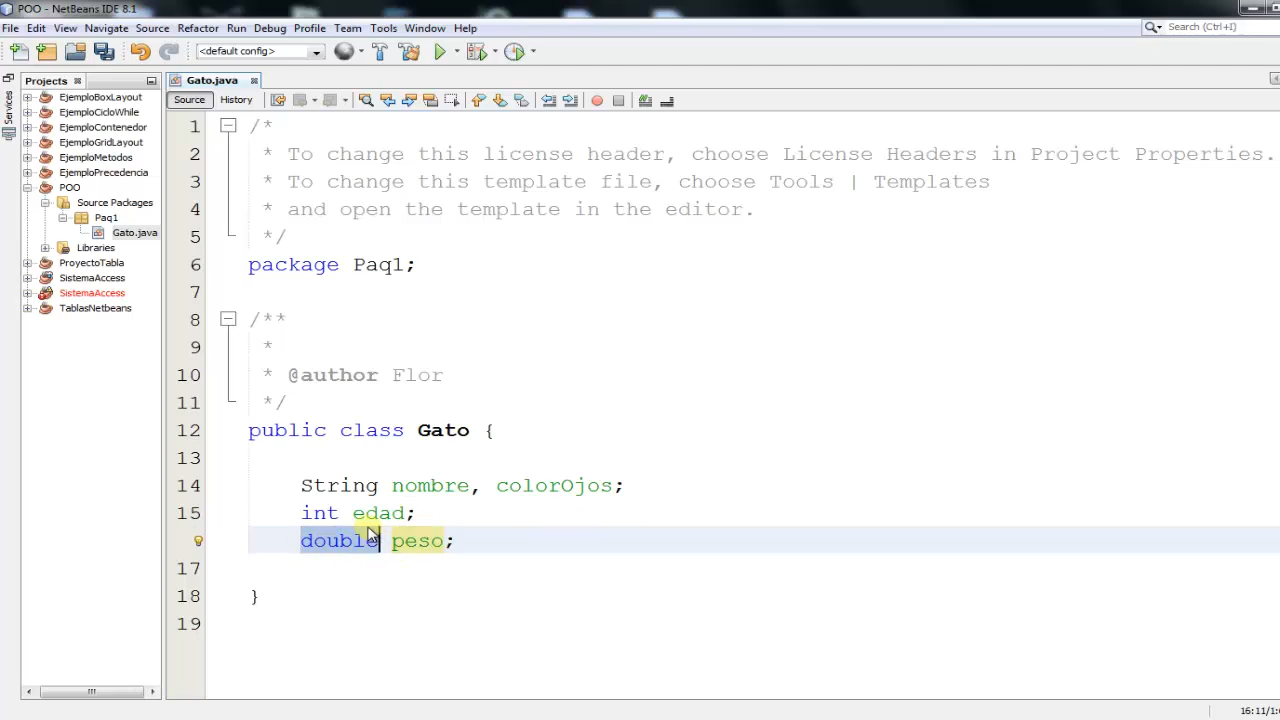 POO - NetBeans IDE 8.1
File Edit View Navigate Source Refactor Run Debug Profile Team Tools Window Help
Search (Ctrl+I)
<default config>
Services
Projects
EjemploBoxLayout
EjemploCicloWhile
EjemploContenedor
EjemploGridLayout
EjemploMetodos
EjemploPrecedencia
POO
Source Packages
Paq1
Gato.java
Libraries
ProyectoTabla
SistemaAccess
SistemaAccess
TablasNetbeans
Gato.java
Source History
1 /*
2 * To change this license header, choose License Headers in Project Properties.
3 * To change this template file, choose Tools | Templates
4 * and open the template in the editor.
5 */
6 package Paq1;
7
8 /**
9 *
10 * @author Flor
11 */
12 public class Gato {
13
14 String nombre, colorOjos;
15 int edad;
double peso;
17
18 }
19